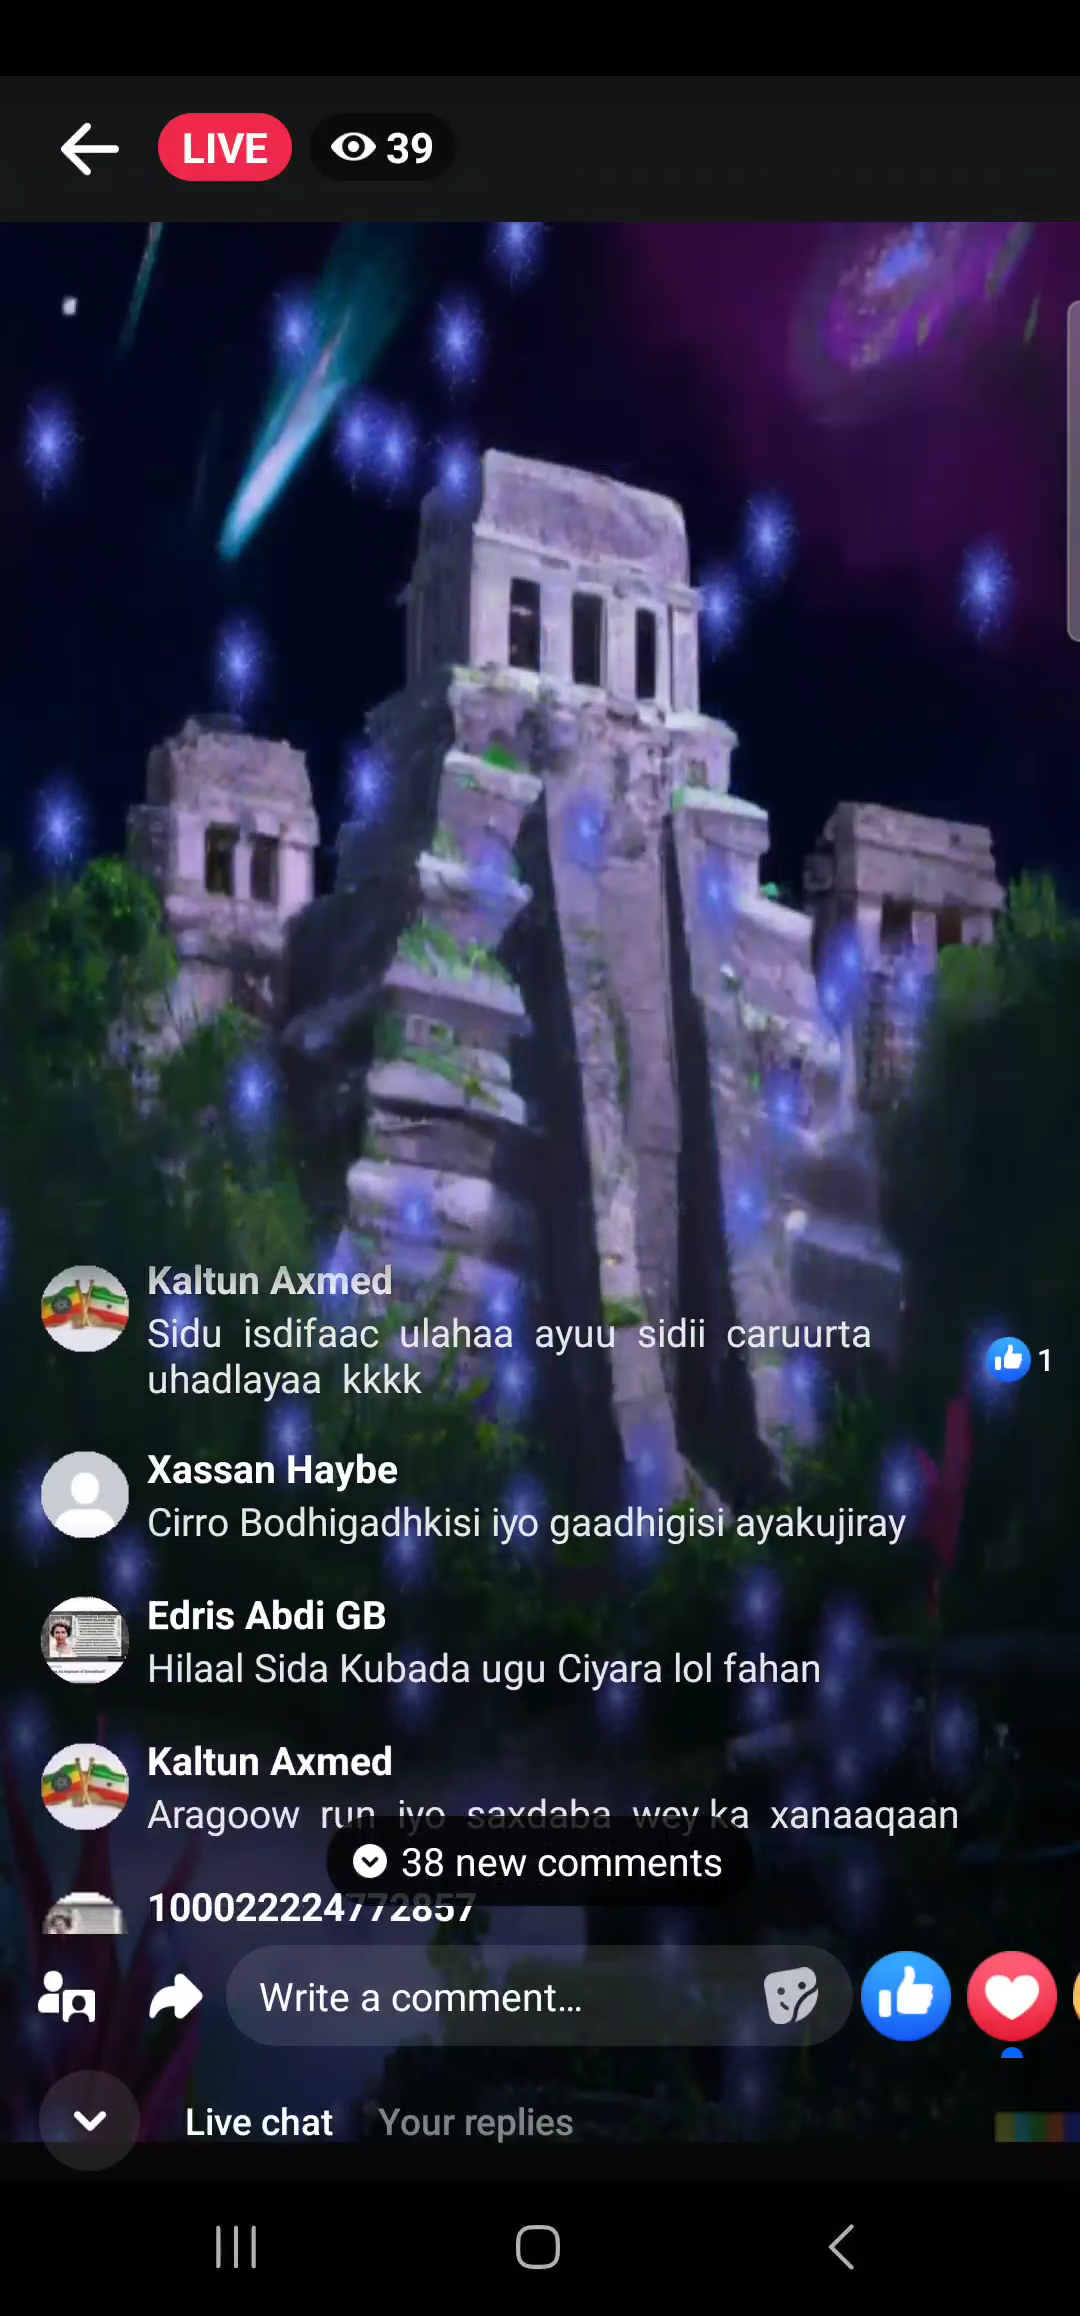 LIVE 39
Kaltun Axmed
Sidu isdifaac ulahaa ayuu sidii caruurta
uhadlayaa kkkk
1
Xassan Haybe
Cirro Bodhigadhkisi iyo gaadhigisi ayakujiray
Edris Abdi GB
Hilaal Sida Kubada ugu Ciyara lol fahan
Kaltun Axmed
Aragoow run iyo saxdaba wey ka xanaaqaan
38 new comments
100022224772857
Write a comment...
Live chat Your replies